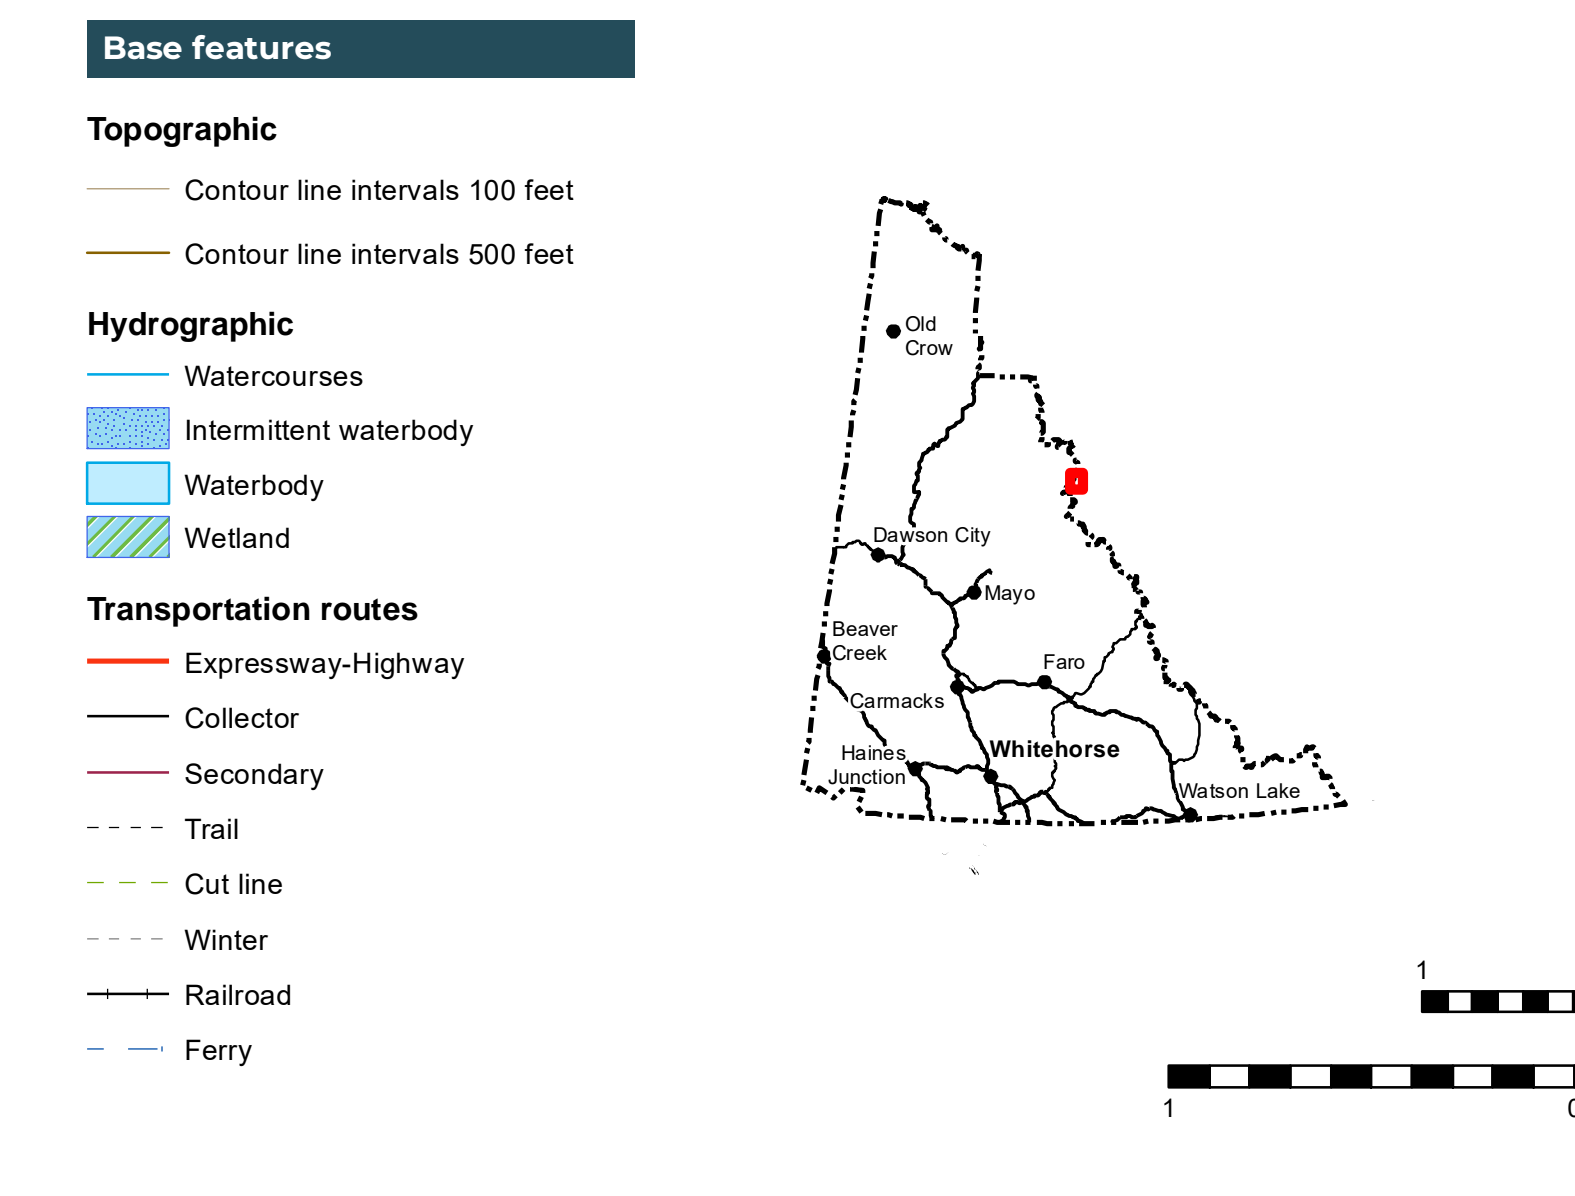 Base features
Topographic
Contour line intervals 100 feet
Contour line intervals 500 feet
Hydrographic
Watercourses
Intermittent waterbody
Waterbody
Wetland
Transportation routes
Expressway-Highway
Collector
Secondary
Trail
Cut line
Winter
Railroad
Ferry
Old
Crow
Dawson City
Mayo
Beaver
Creek
Faro
Carmacks
Whitehorse
Haines
Junction
Watson Lake
1
1
0